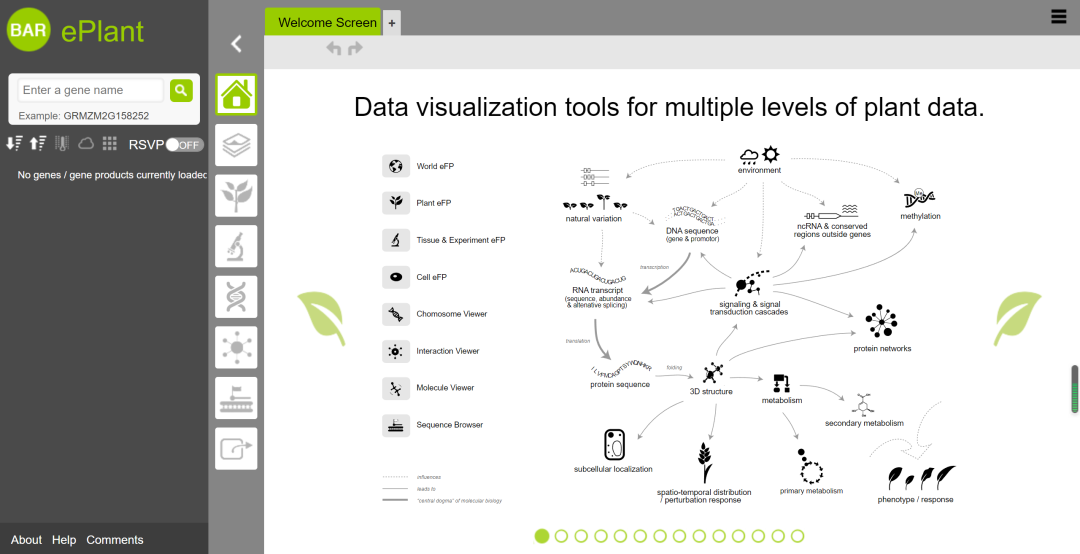 BAR ePlant
Enter a gene name
Example: GRMZM2G158252
RSVP OFF
No genes / gene products currently loaded
About Help Comments
Welcome Screen +
Data visualization tools for multiple levels of plant data.
World eFP
Plant eFP
Tissue & Experiment eFP
Cell eFP
Chomosome Viewer
Interaction Viewer
Molecule Viewer
Sequence Browser
influences
leads to
"central dogma" of molecular biology
environment
natural variation
DNA sequence
(gene & promotor)
ncRNA & conserved
regions outside genes
Me
methylation
transcription
ACUGACUGACUGACUG
RNA transcript
(sequence, abundance
& altenative splicing)
signaling & signal
transduction cascades
protein networks
translation
protein sequence
folding
3D structure
metabolism
secondary metabolism
subcellular localization
spatio-temporal distribution
/ perturbation response
primary metabolism
phenotype / response